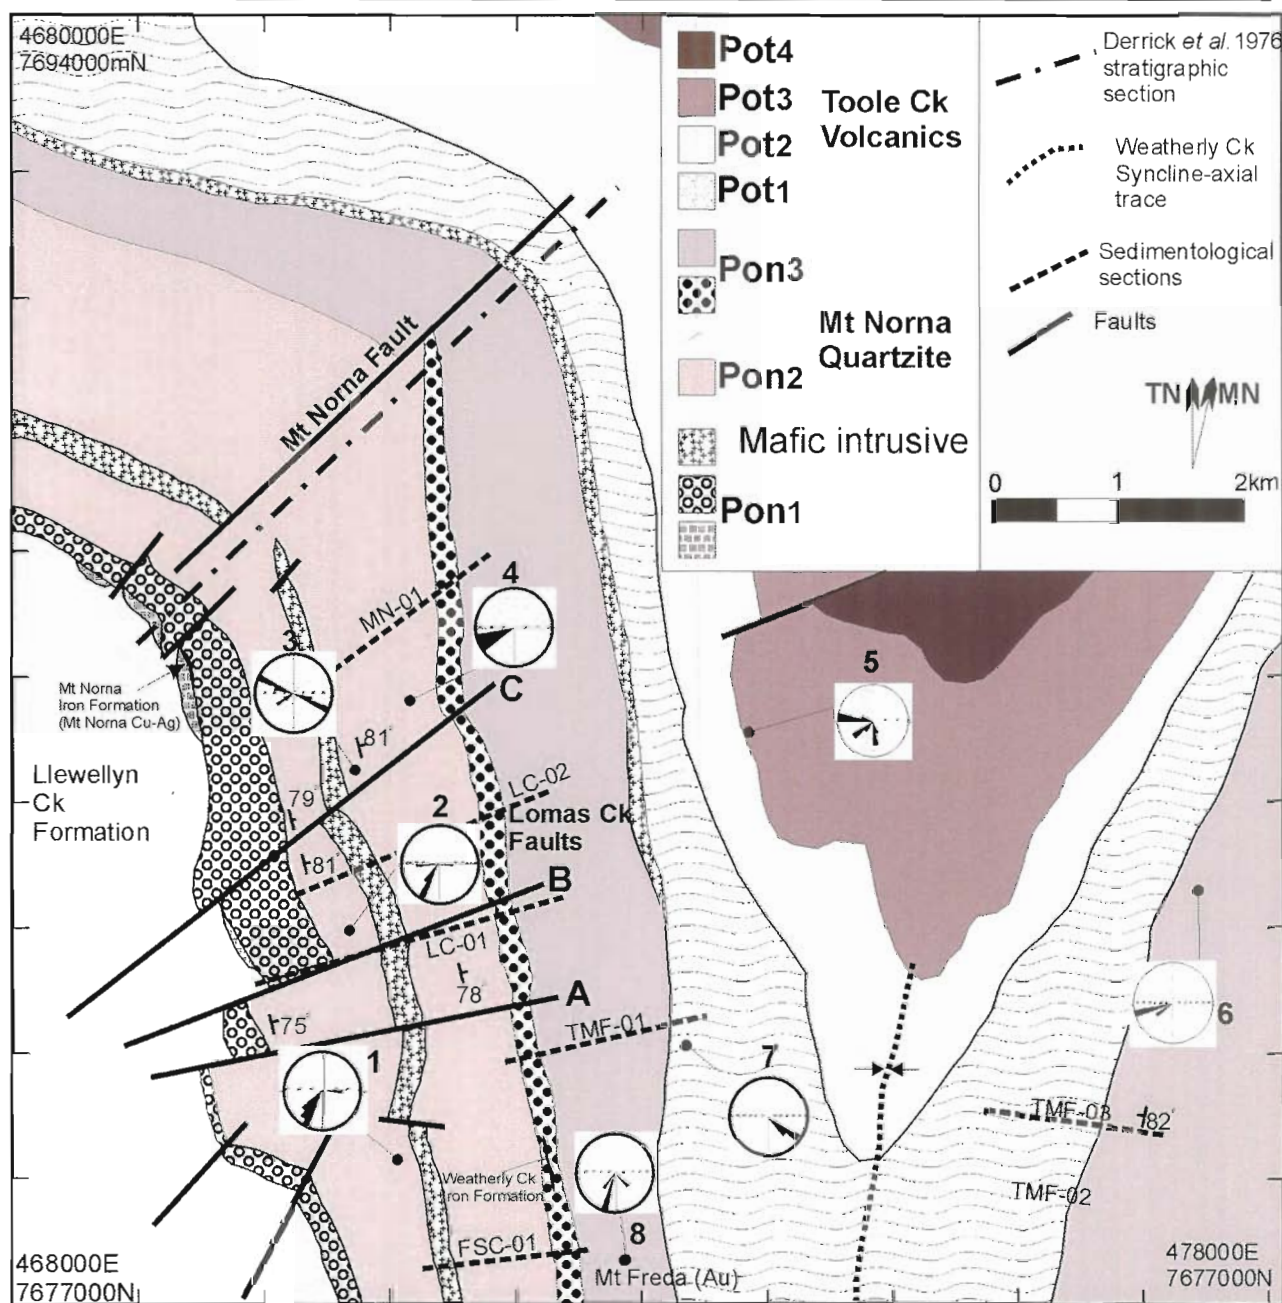 4680000E
7694000mN
Pot4
Pot3
Toole Ck
Volcanics
Pot2
Pot1
Pon3
Mt Norna
Quartzite
Pon2
Mafic intrusive
Pon1
Derrick et al. 1976
stratigraphic
section
Weatherly Ck
Syncline-axial
trace
Sedimentological
sections
Faults
TN MN
0 1 2km
Mt Norna Fault
MN-01
4
3
C
5
Mt Norna
Iron Formation
(Mt Norna Cu-Ag)
81°
Llewellyn
Ck
Formation
79°
LC-02
2
Lomas Ck
Faults
81°
B
LC-01
78°
A
75°
TMF-01
6
1
7
TMF-03
82°
Weatherly Ck
Iron Formation
TMF-02
8
FSC-01
Mt Freda (Au)
468000E
7677000N
478000E
7677000N